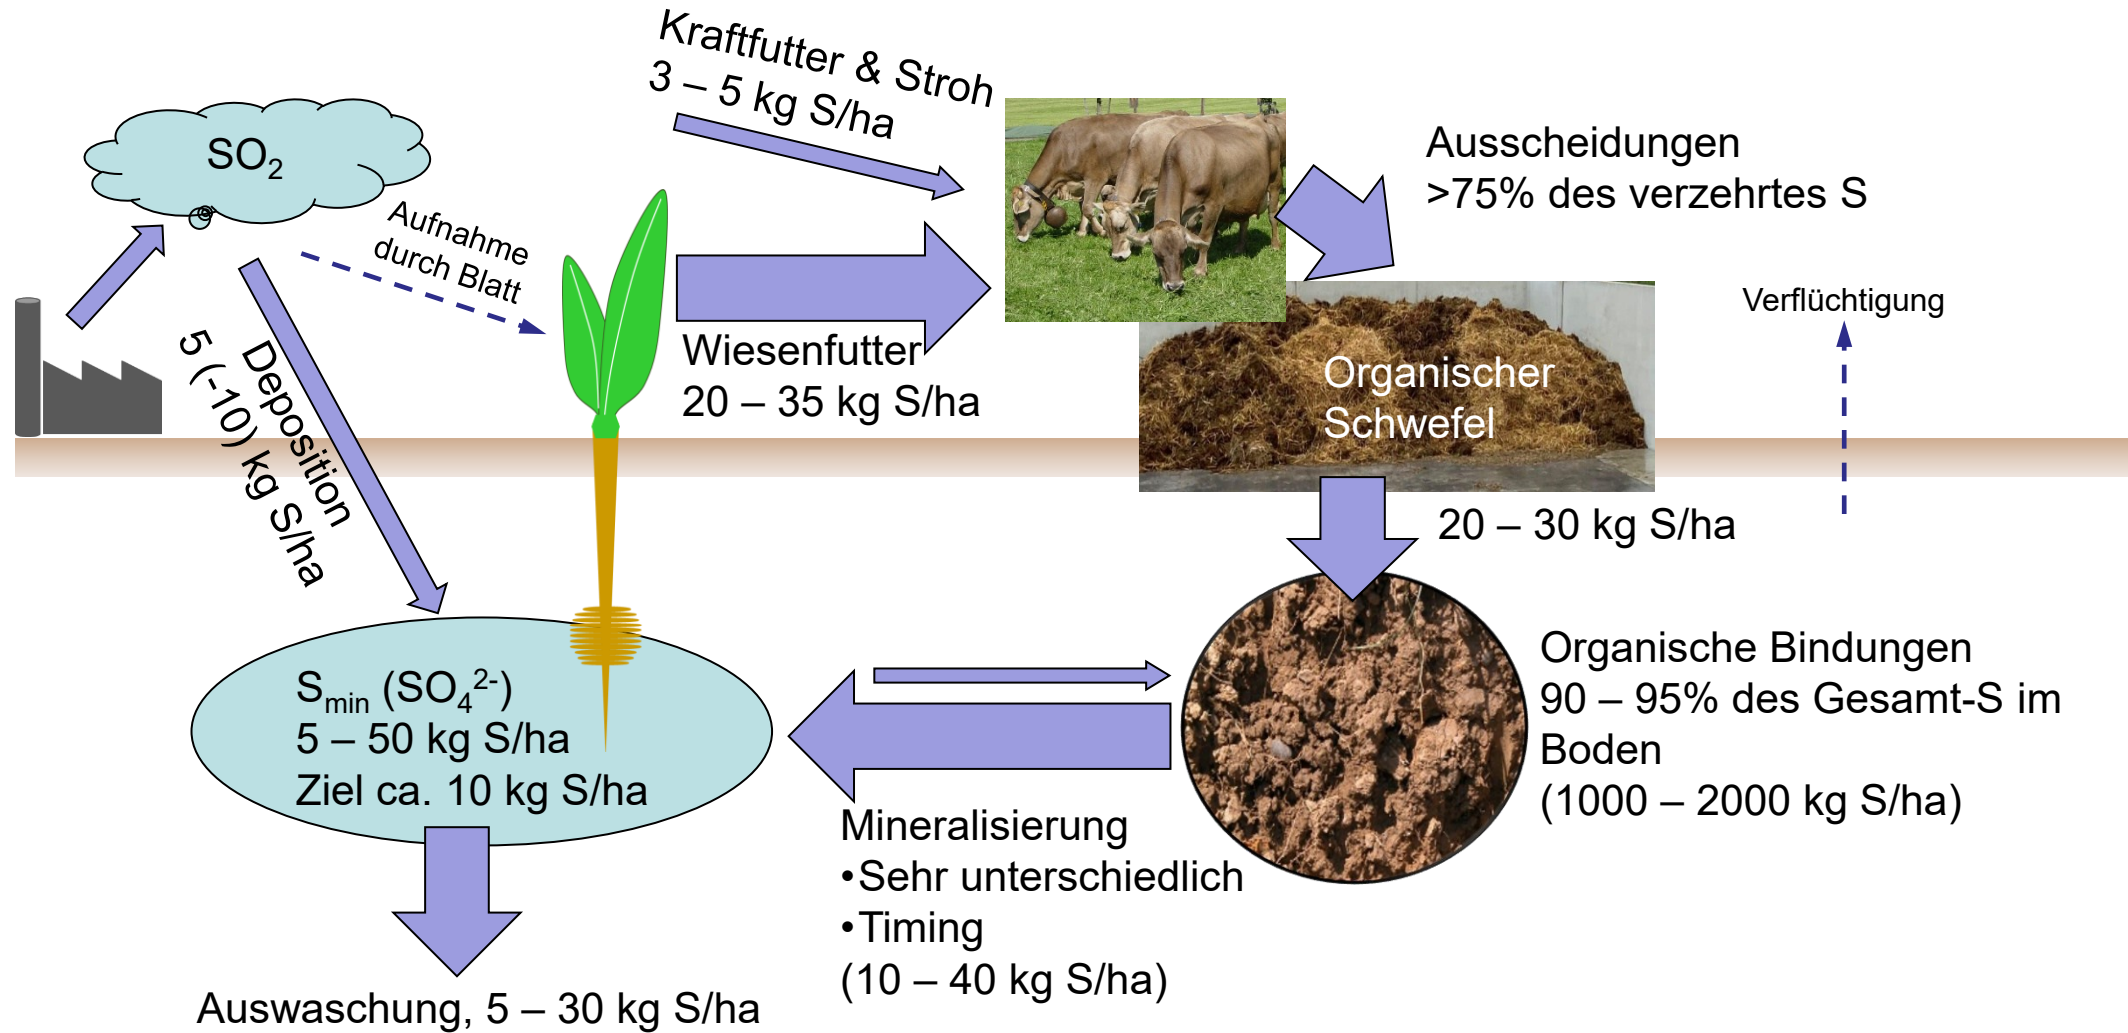 Kraftfutter & Stroh
3 – 5 kg S/ha
SO₂
Aufnahme
durch Blatt
Ausscheidungen
>75% des verzehrtes S
Verflüchtigung
Deposition
5 (-10) kg S/ha
Wiesenfutter
20 – 35 kg S/ha
Organischer
Schwefel
20 – 30 kg S/ha
Sₘᵢₙ (SO₄²⁻)
5 – 50 kg S/ha
Ziel ca. 10 kg S/ha
Organische Bindungen
90 – 95% des Gesamt-S im
Boden
(1000 – 2000 kg S/ha)
Mineralisierung
•Sehr unterschiedlich
•Timing
(10 – 40 kg S/ha)
Auswaschung, 5 – 30 kg S/ha